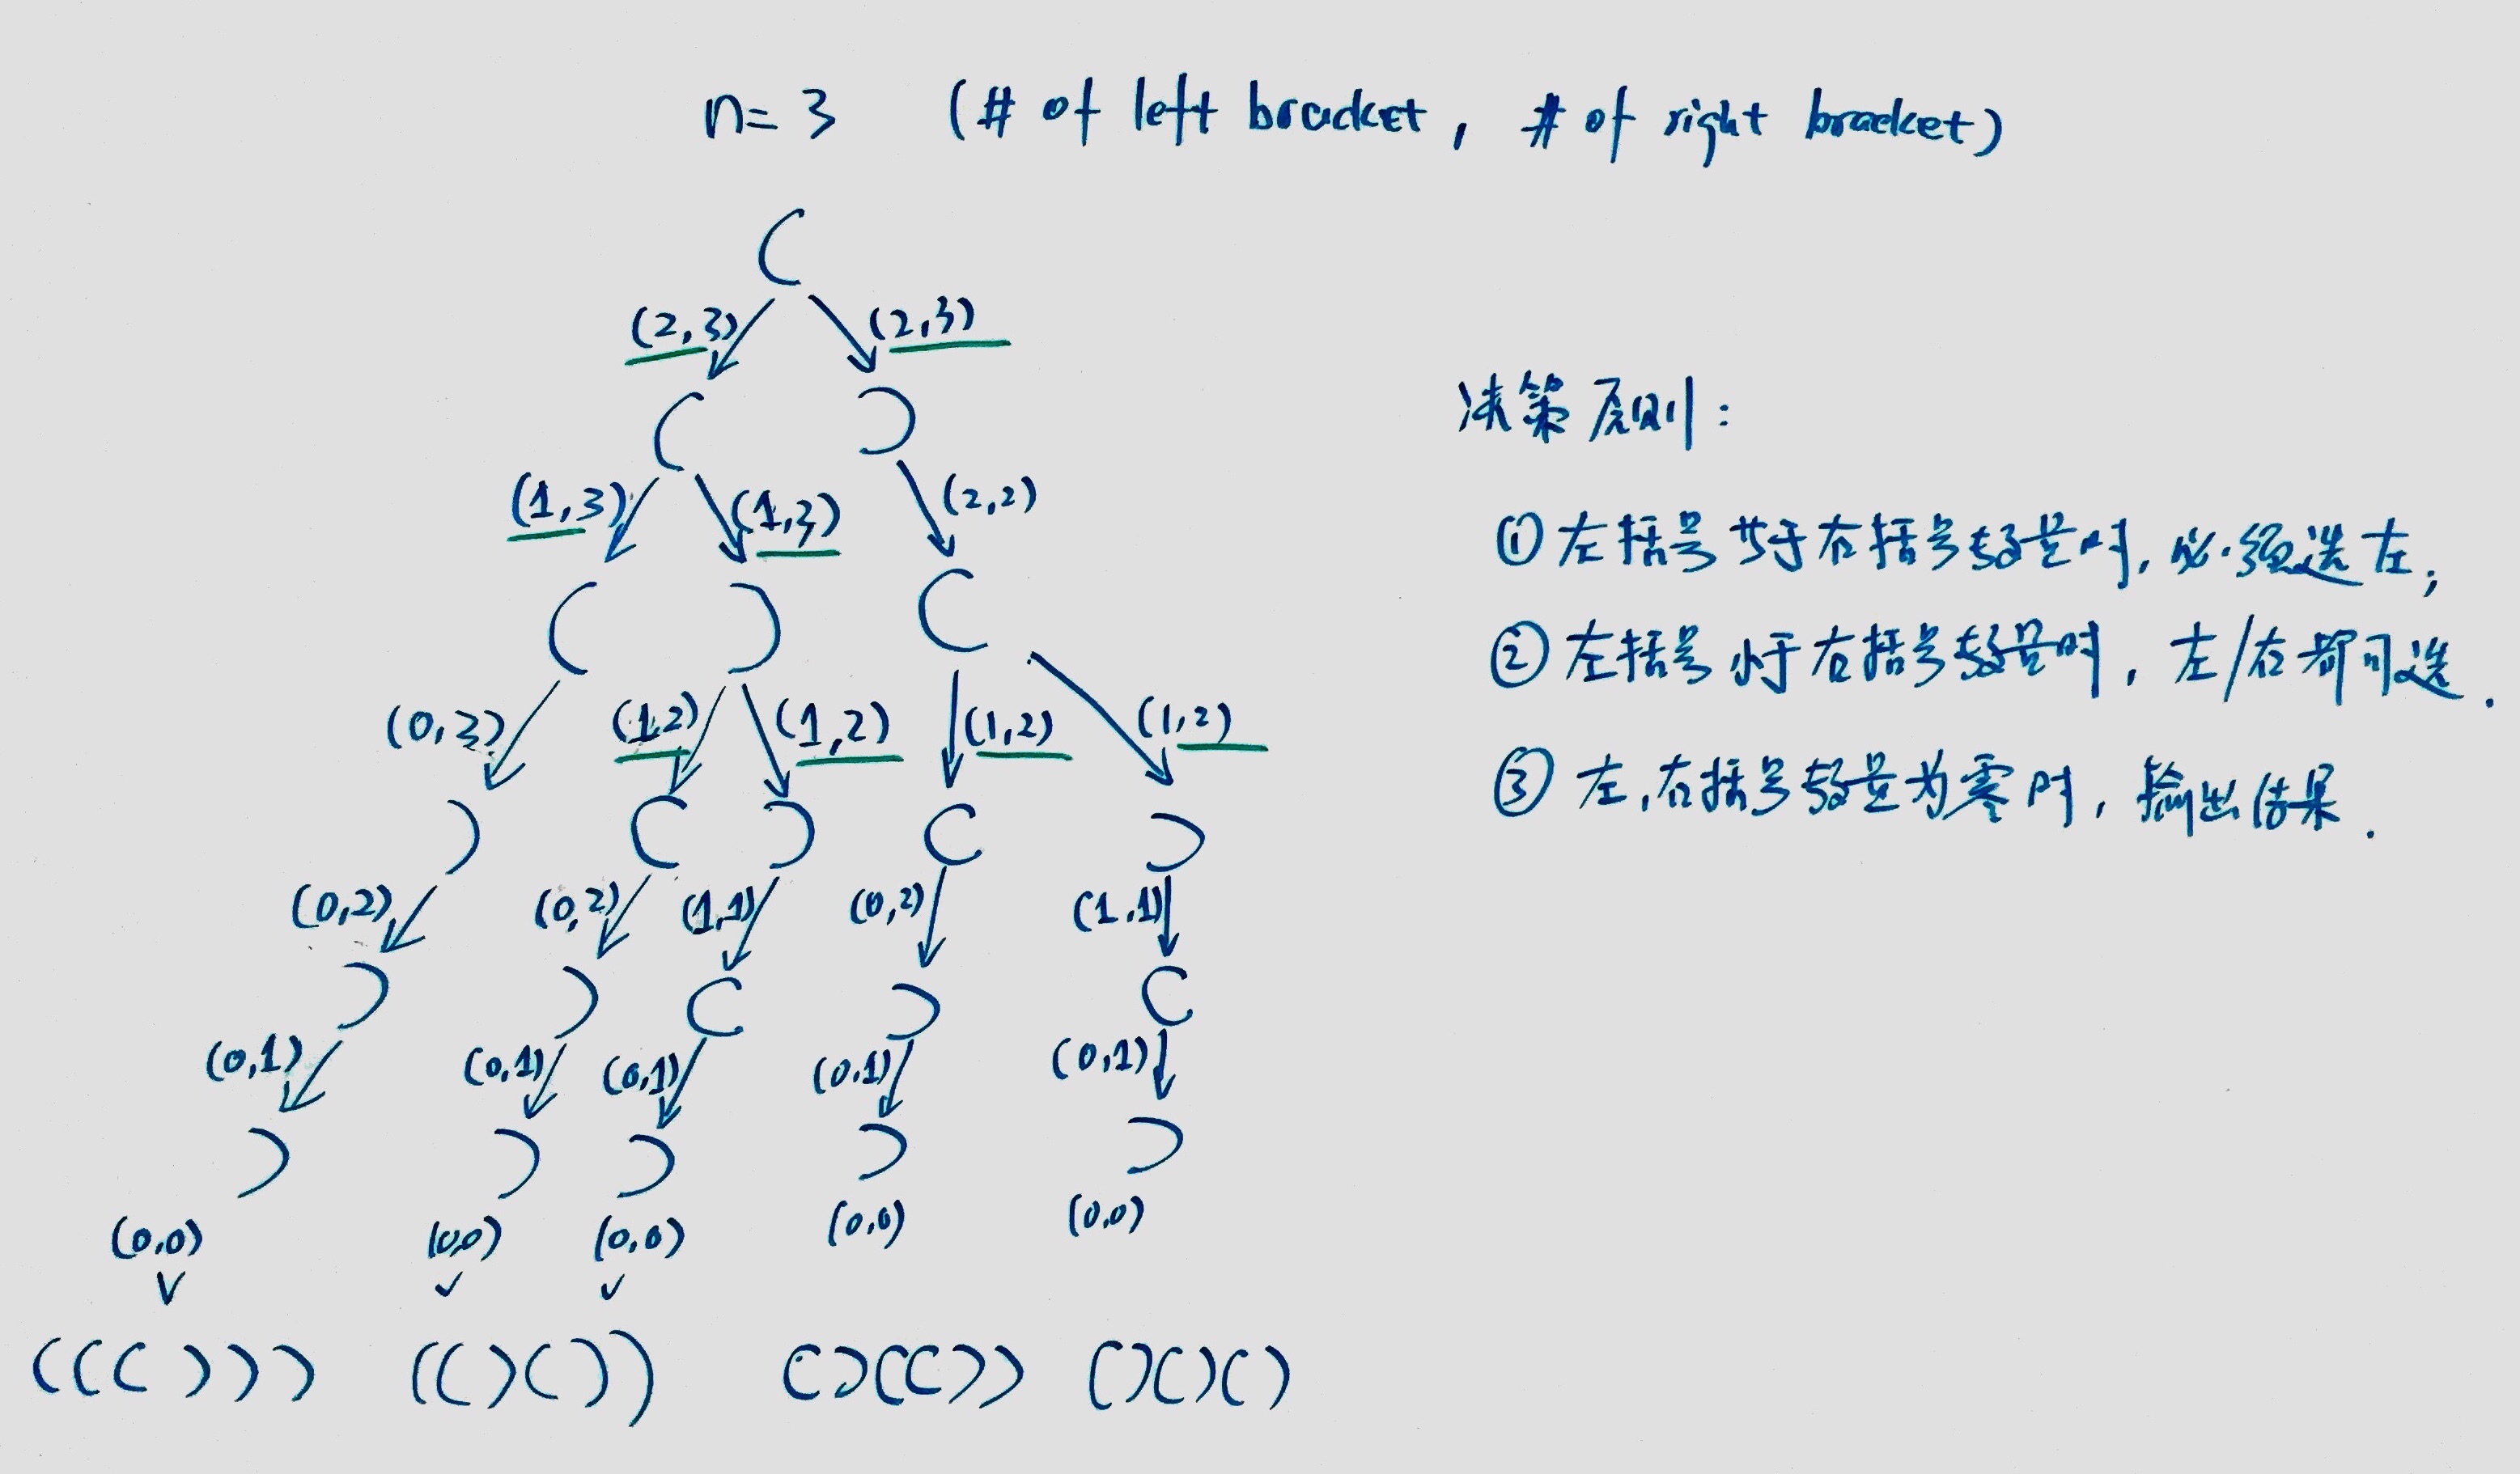 n= 3 (# of left bracket, # of right bracket)
(
(2,3) (2,3)
( )
(1,3) (1,3) (2,2)
( ) (
(0,3) (1,2) (1,2) (1,2) (1,2)
) ( ) ( )
(0,2) (0,2) (1,1) (0,2) (1,1)
) ) ( ) (
(0,1) (0,1) (0,1) (0,1) (0,1)
) ) ) ) )
(0,0) (0,0) (0,0) (0,0) (0,0)
✓ ✓ ✓
((())) (()()) ()(()) ()()()
决策原则:
① 左括号等于右括号数量时, 必须选左;
② 左括号小于右括号数量时, 左/右都可选.
③ 左,右括号数量为零时, 输出结果.